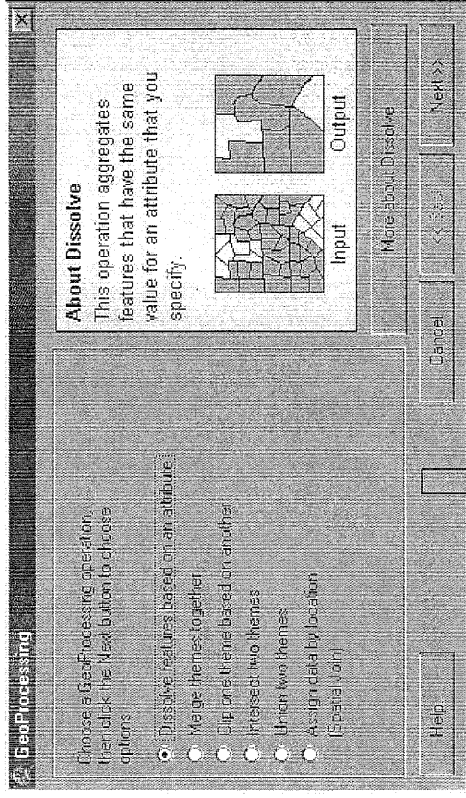 GeoProcessing
Choose a GeoProcessing operation,
then click the Next button to choose
options.
Dissolve features based on an attribute
Merge themes together
Clip one theme based on another
Intersect two themes
Union two themes
Assign data by location
(Spatial Join)
About Dissolve
This operation aggregates
features that have the same
value for an attribute that you
specify.
Input
Output
More about Dissolve
Help
Cancel
<< Back
Next >>